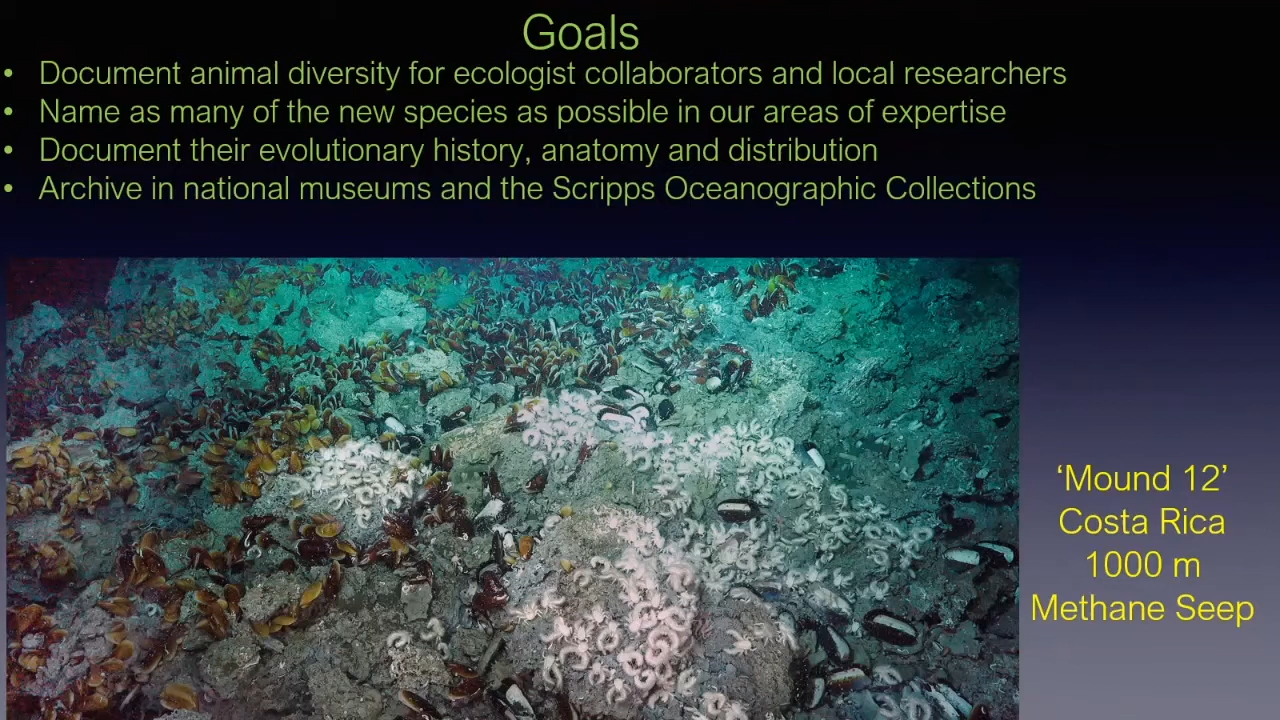 Goals
• Document animal diversity for ecologist collaborators and local researchers
• Name as many of the new species as possible in our areas of expertise
• Document their evolutionary history, anatomy and distribution
• Archive in national museums and the Scripps Oceanographic Collections
‘Mound 12’
Costa Rica
1000 m
Methane Seep